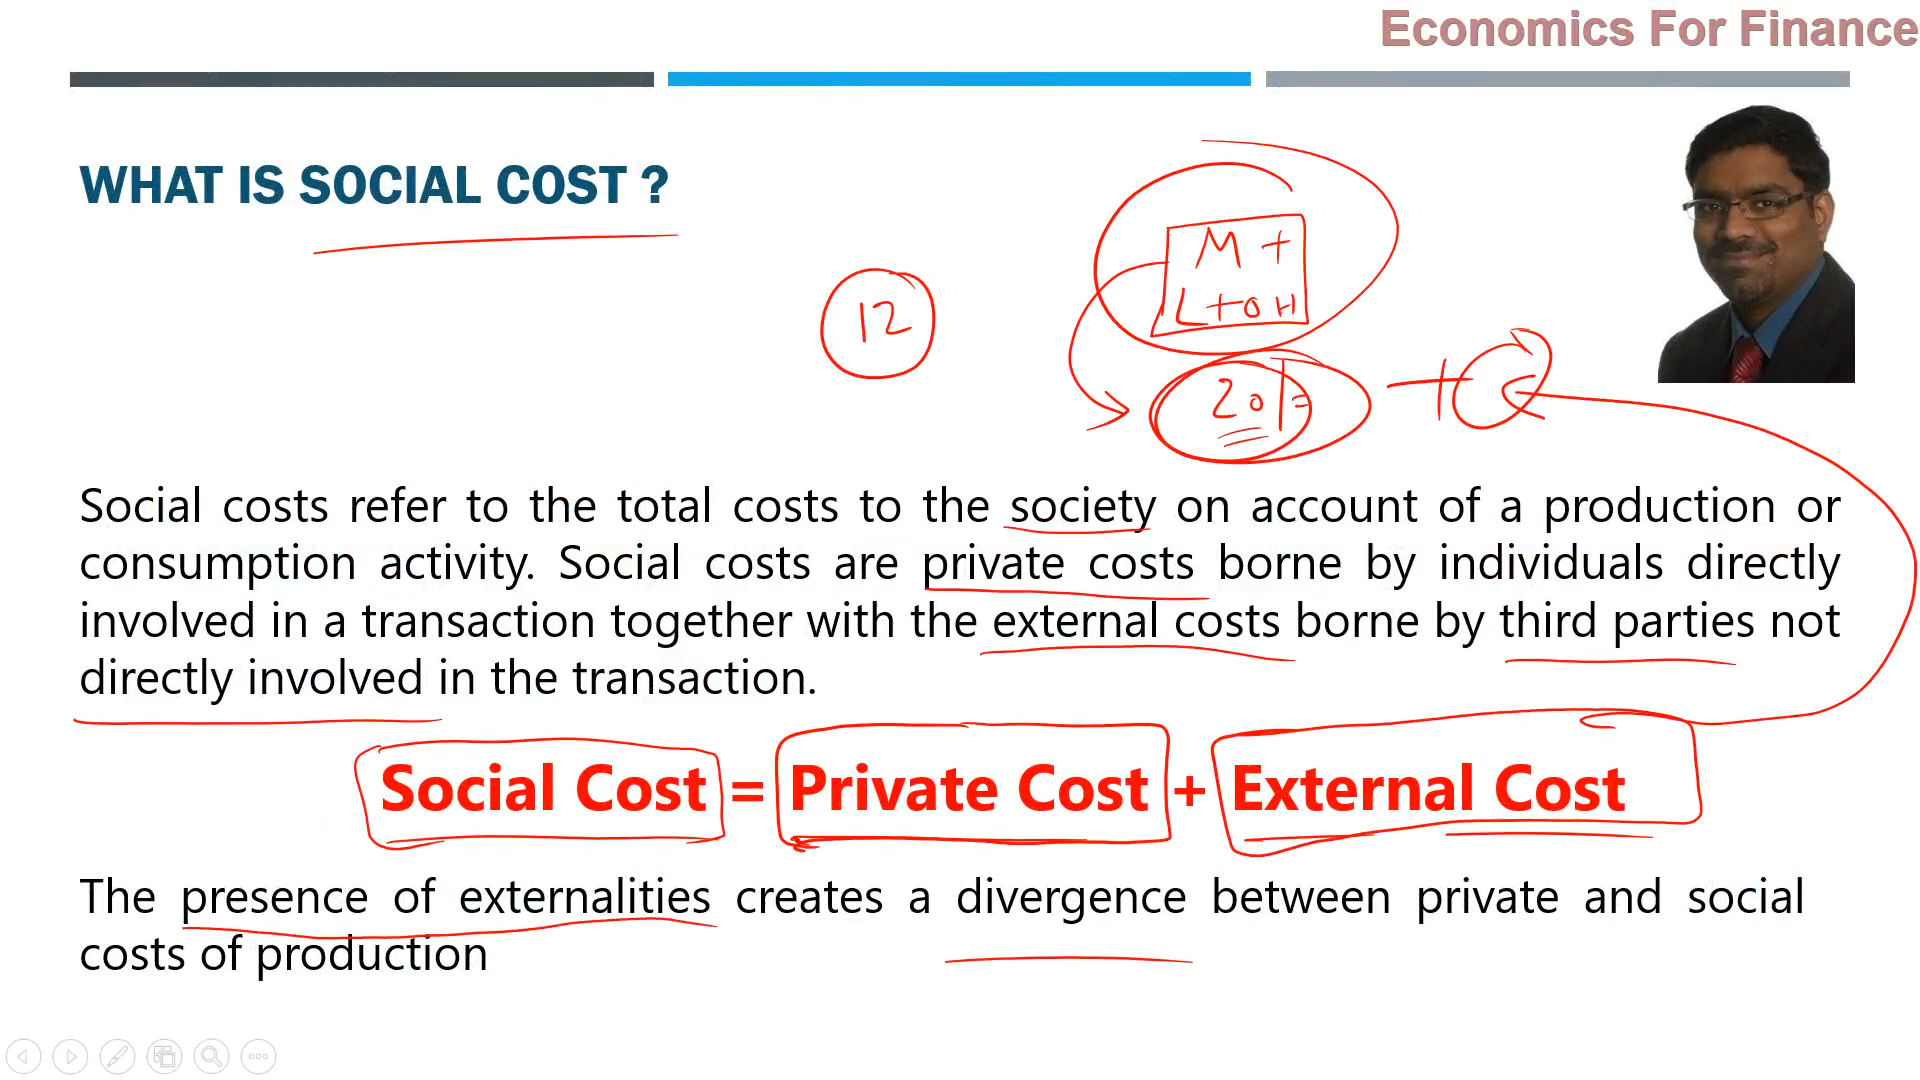 Economics For Finance
WHAT IS SOCIAL COST ?
M +
L + O H
12
20/=
+
Social costs refer to the total costs to the society on account of a production or
consumption activity. Social costs are private costs borne by individuals directly
involved in a transaction together with the external costs borne by third parties not
directly involved in the transaction.
Social Cost = Private Cost + External Cost
The presence of externalities creates a divergence between private and social
costs of production